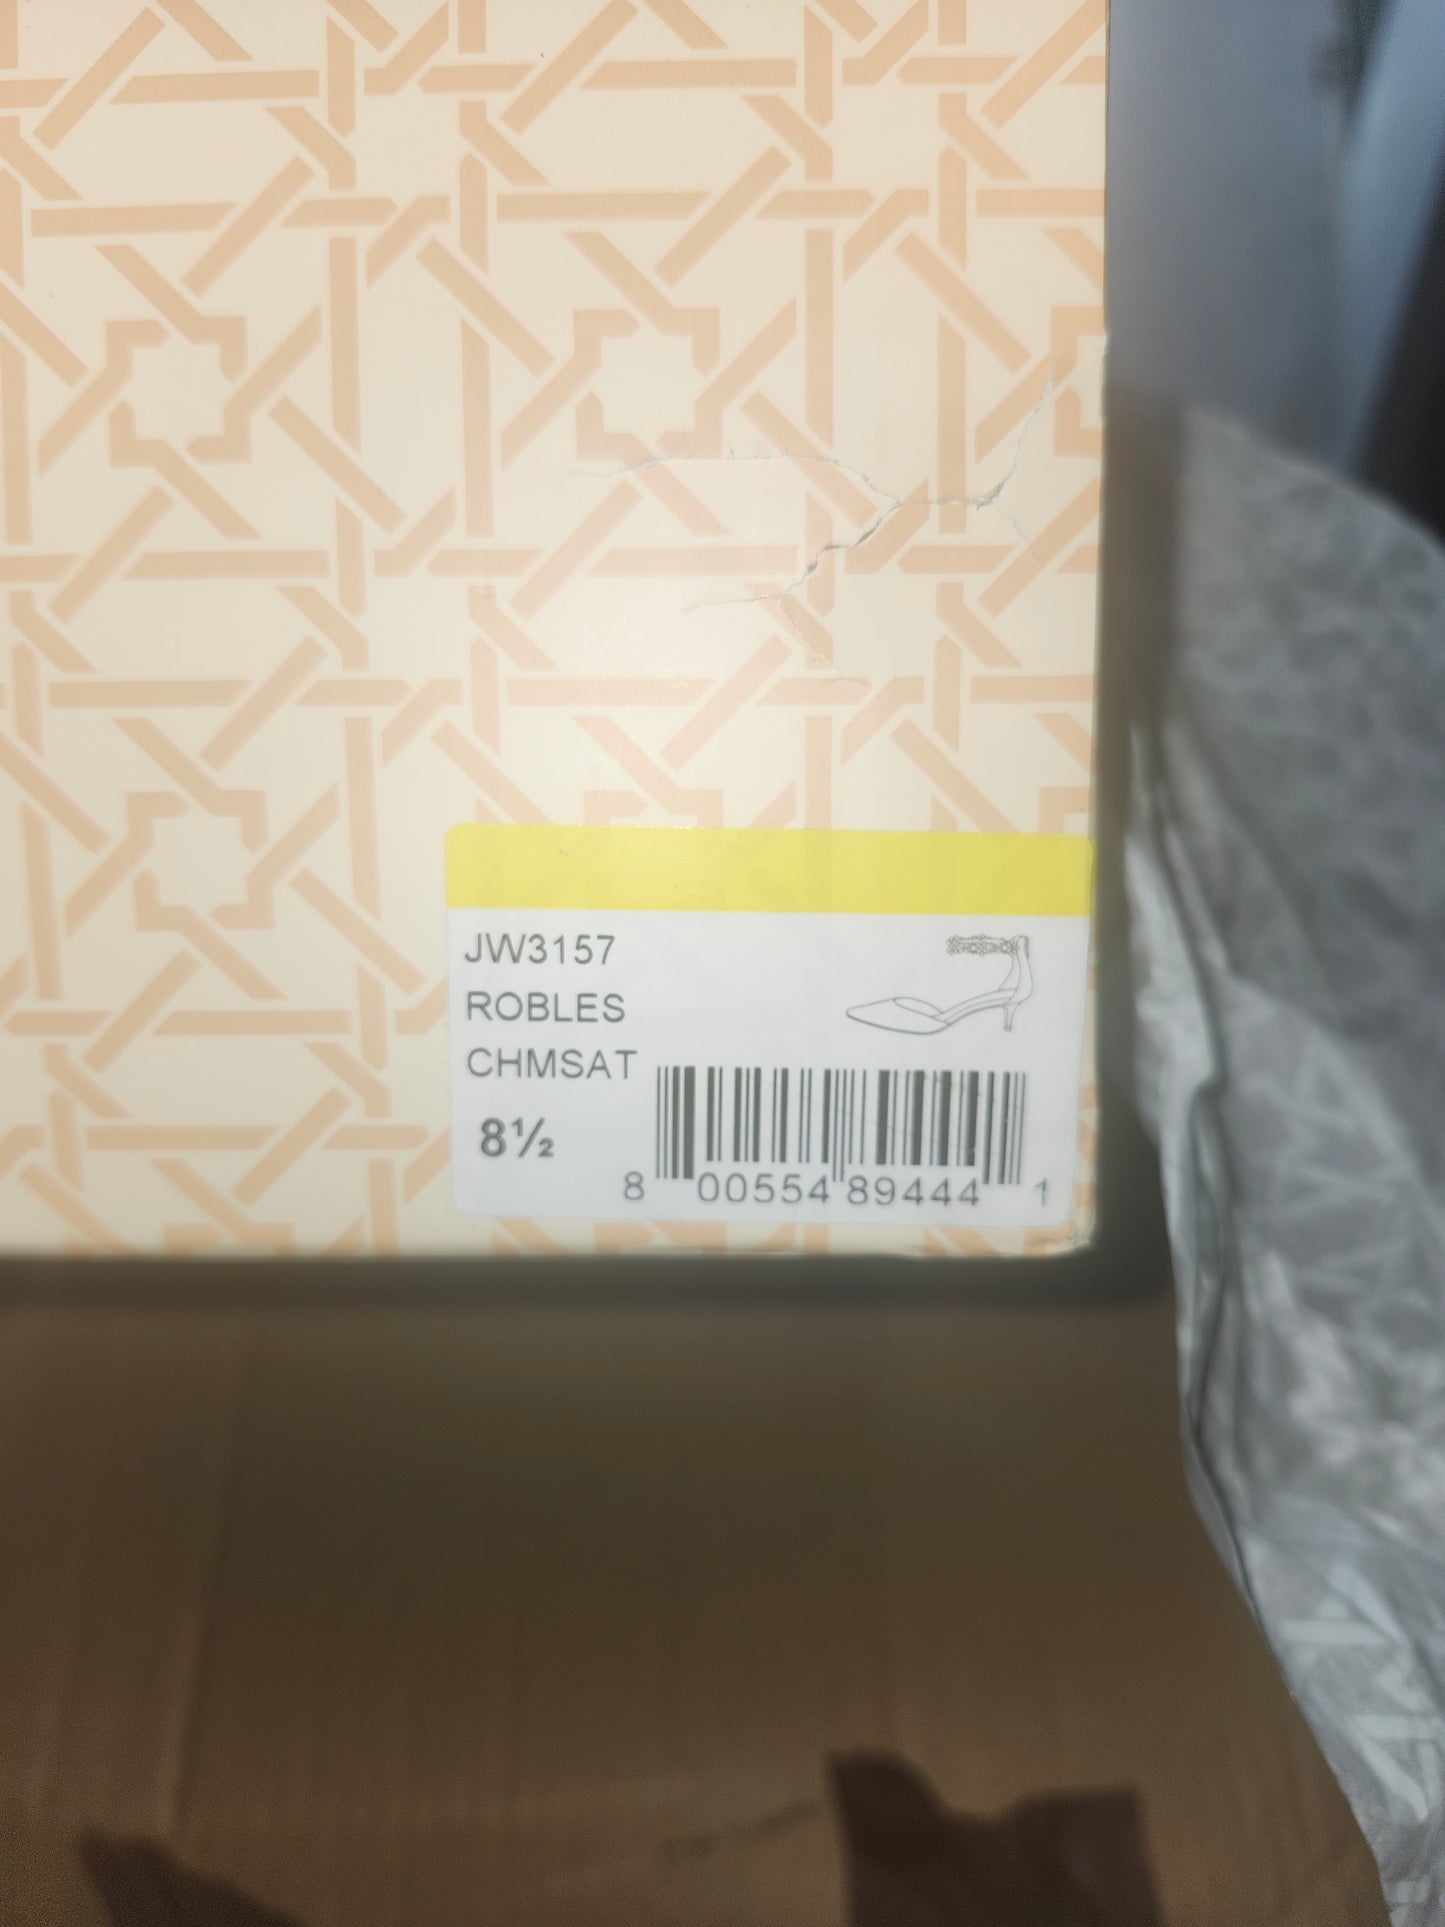 JW3157
ROBLES
CHMSAT
8½
8 00554 89444 1